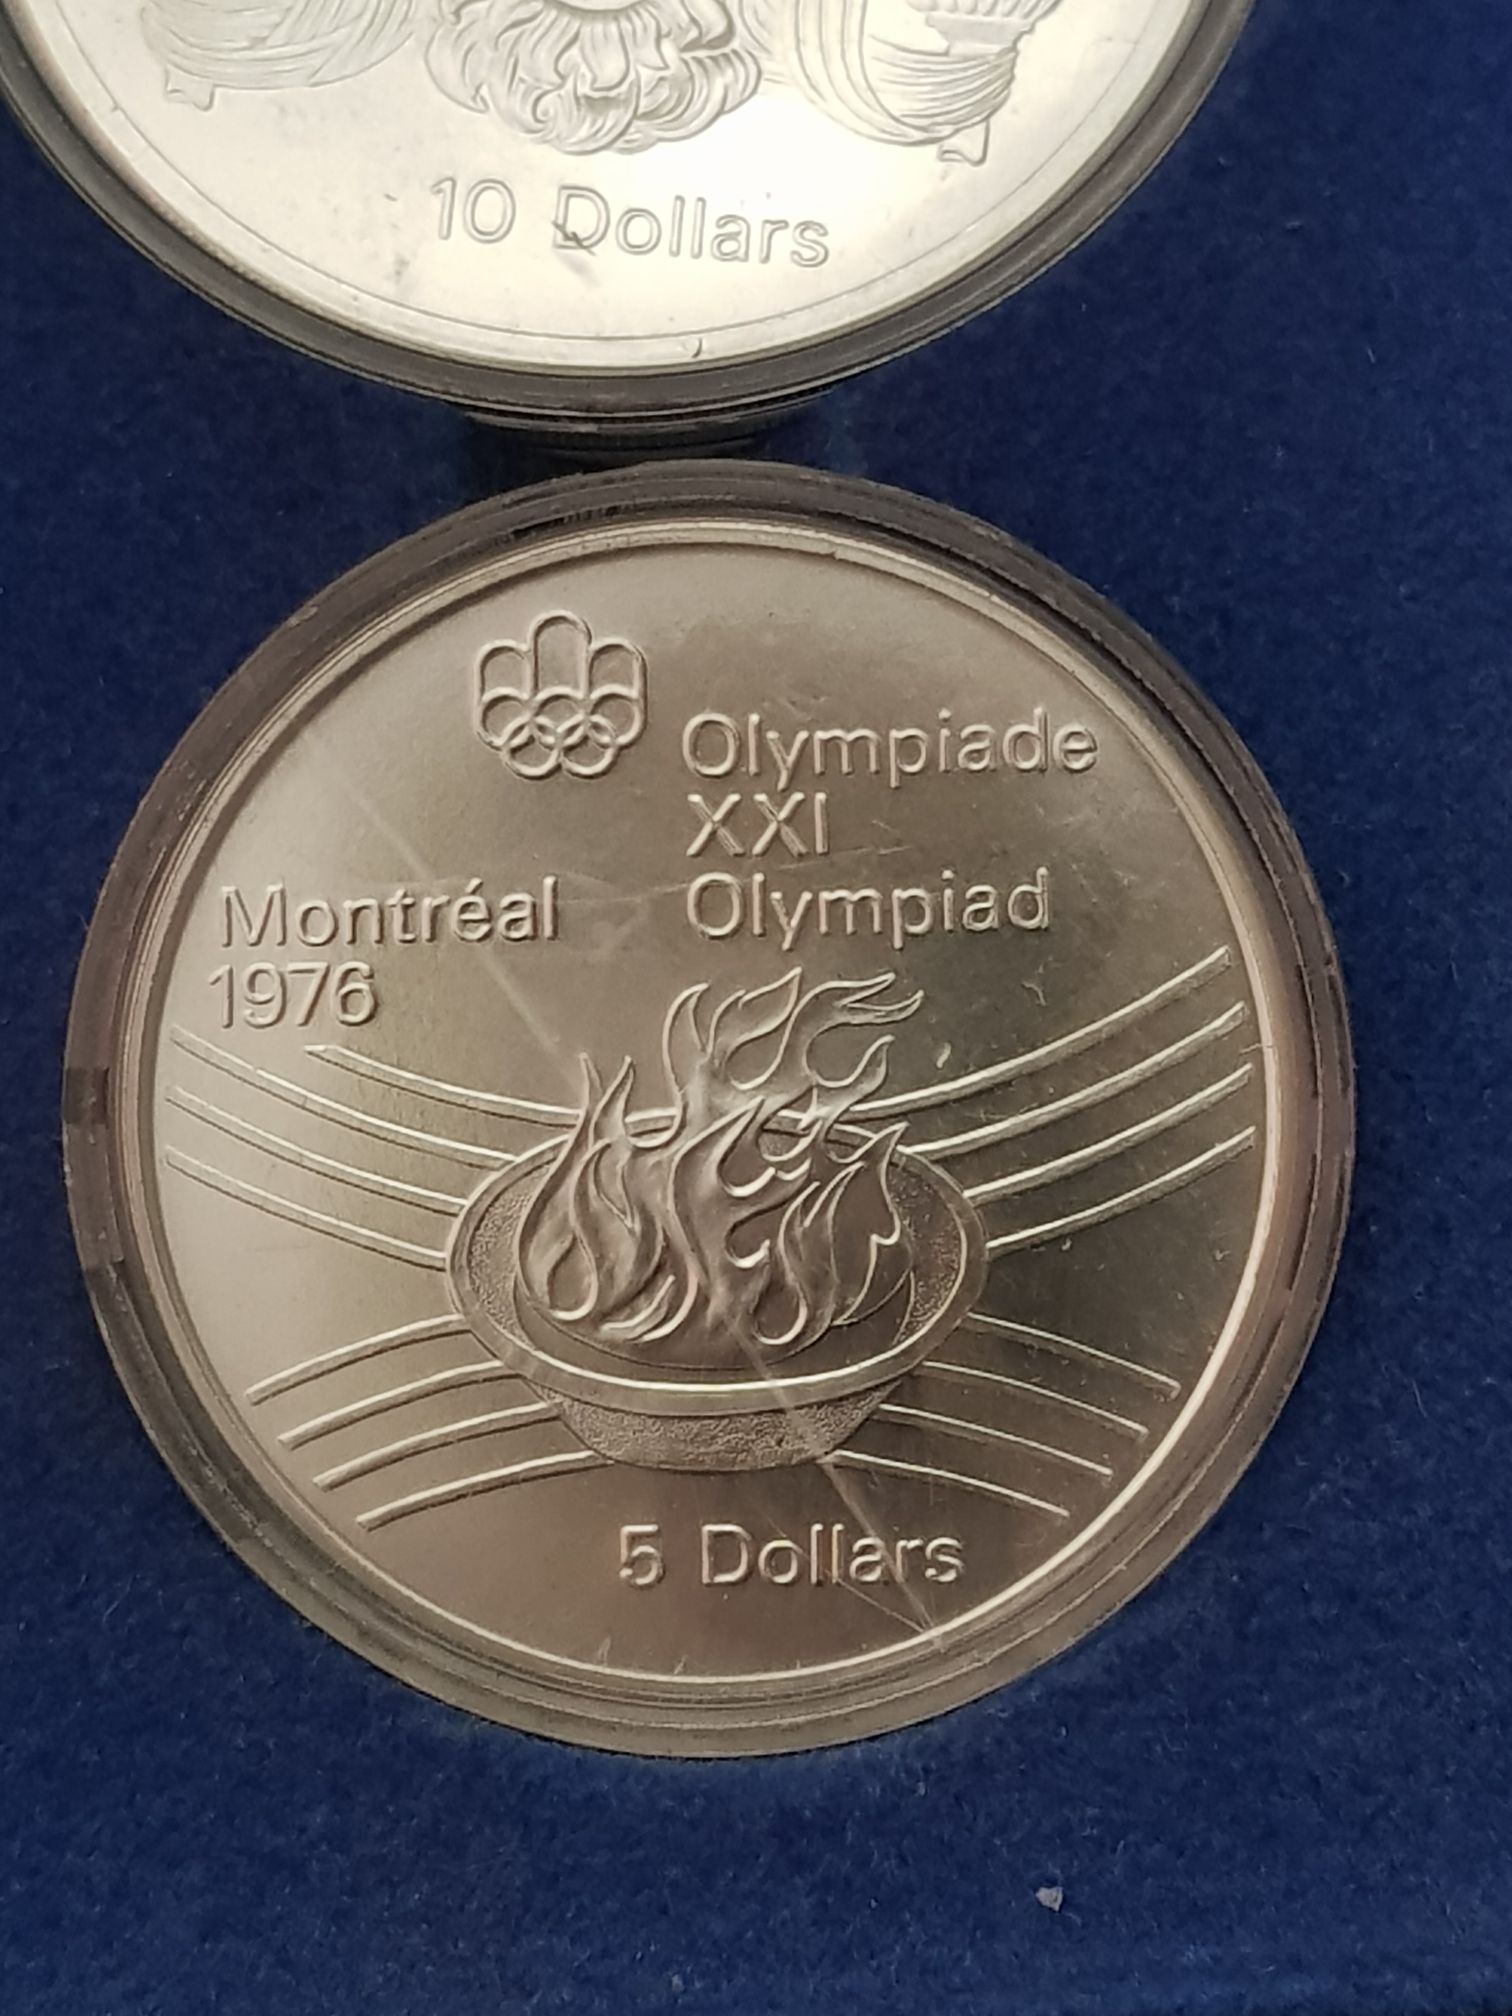 10 Dollars
Olympiade
XXI
Olympiad
Montréal
1976
5 Dollars